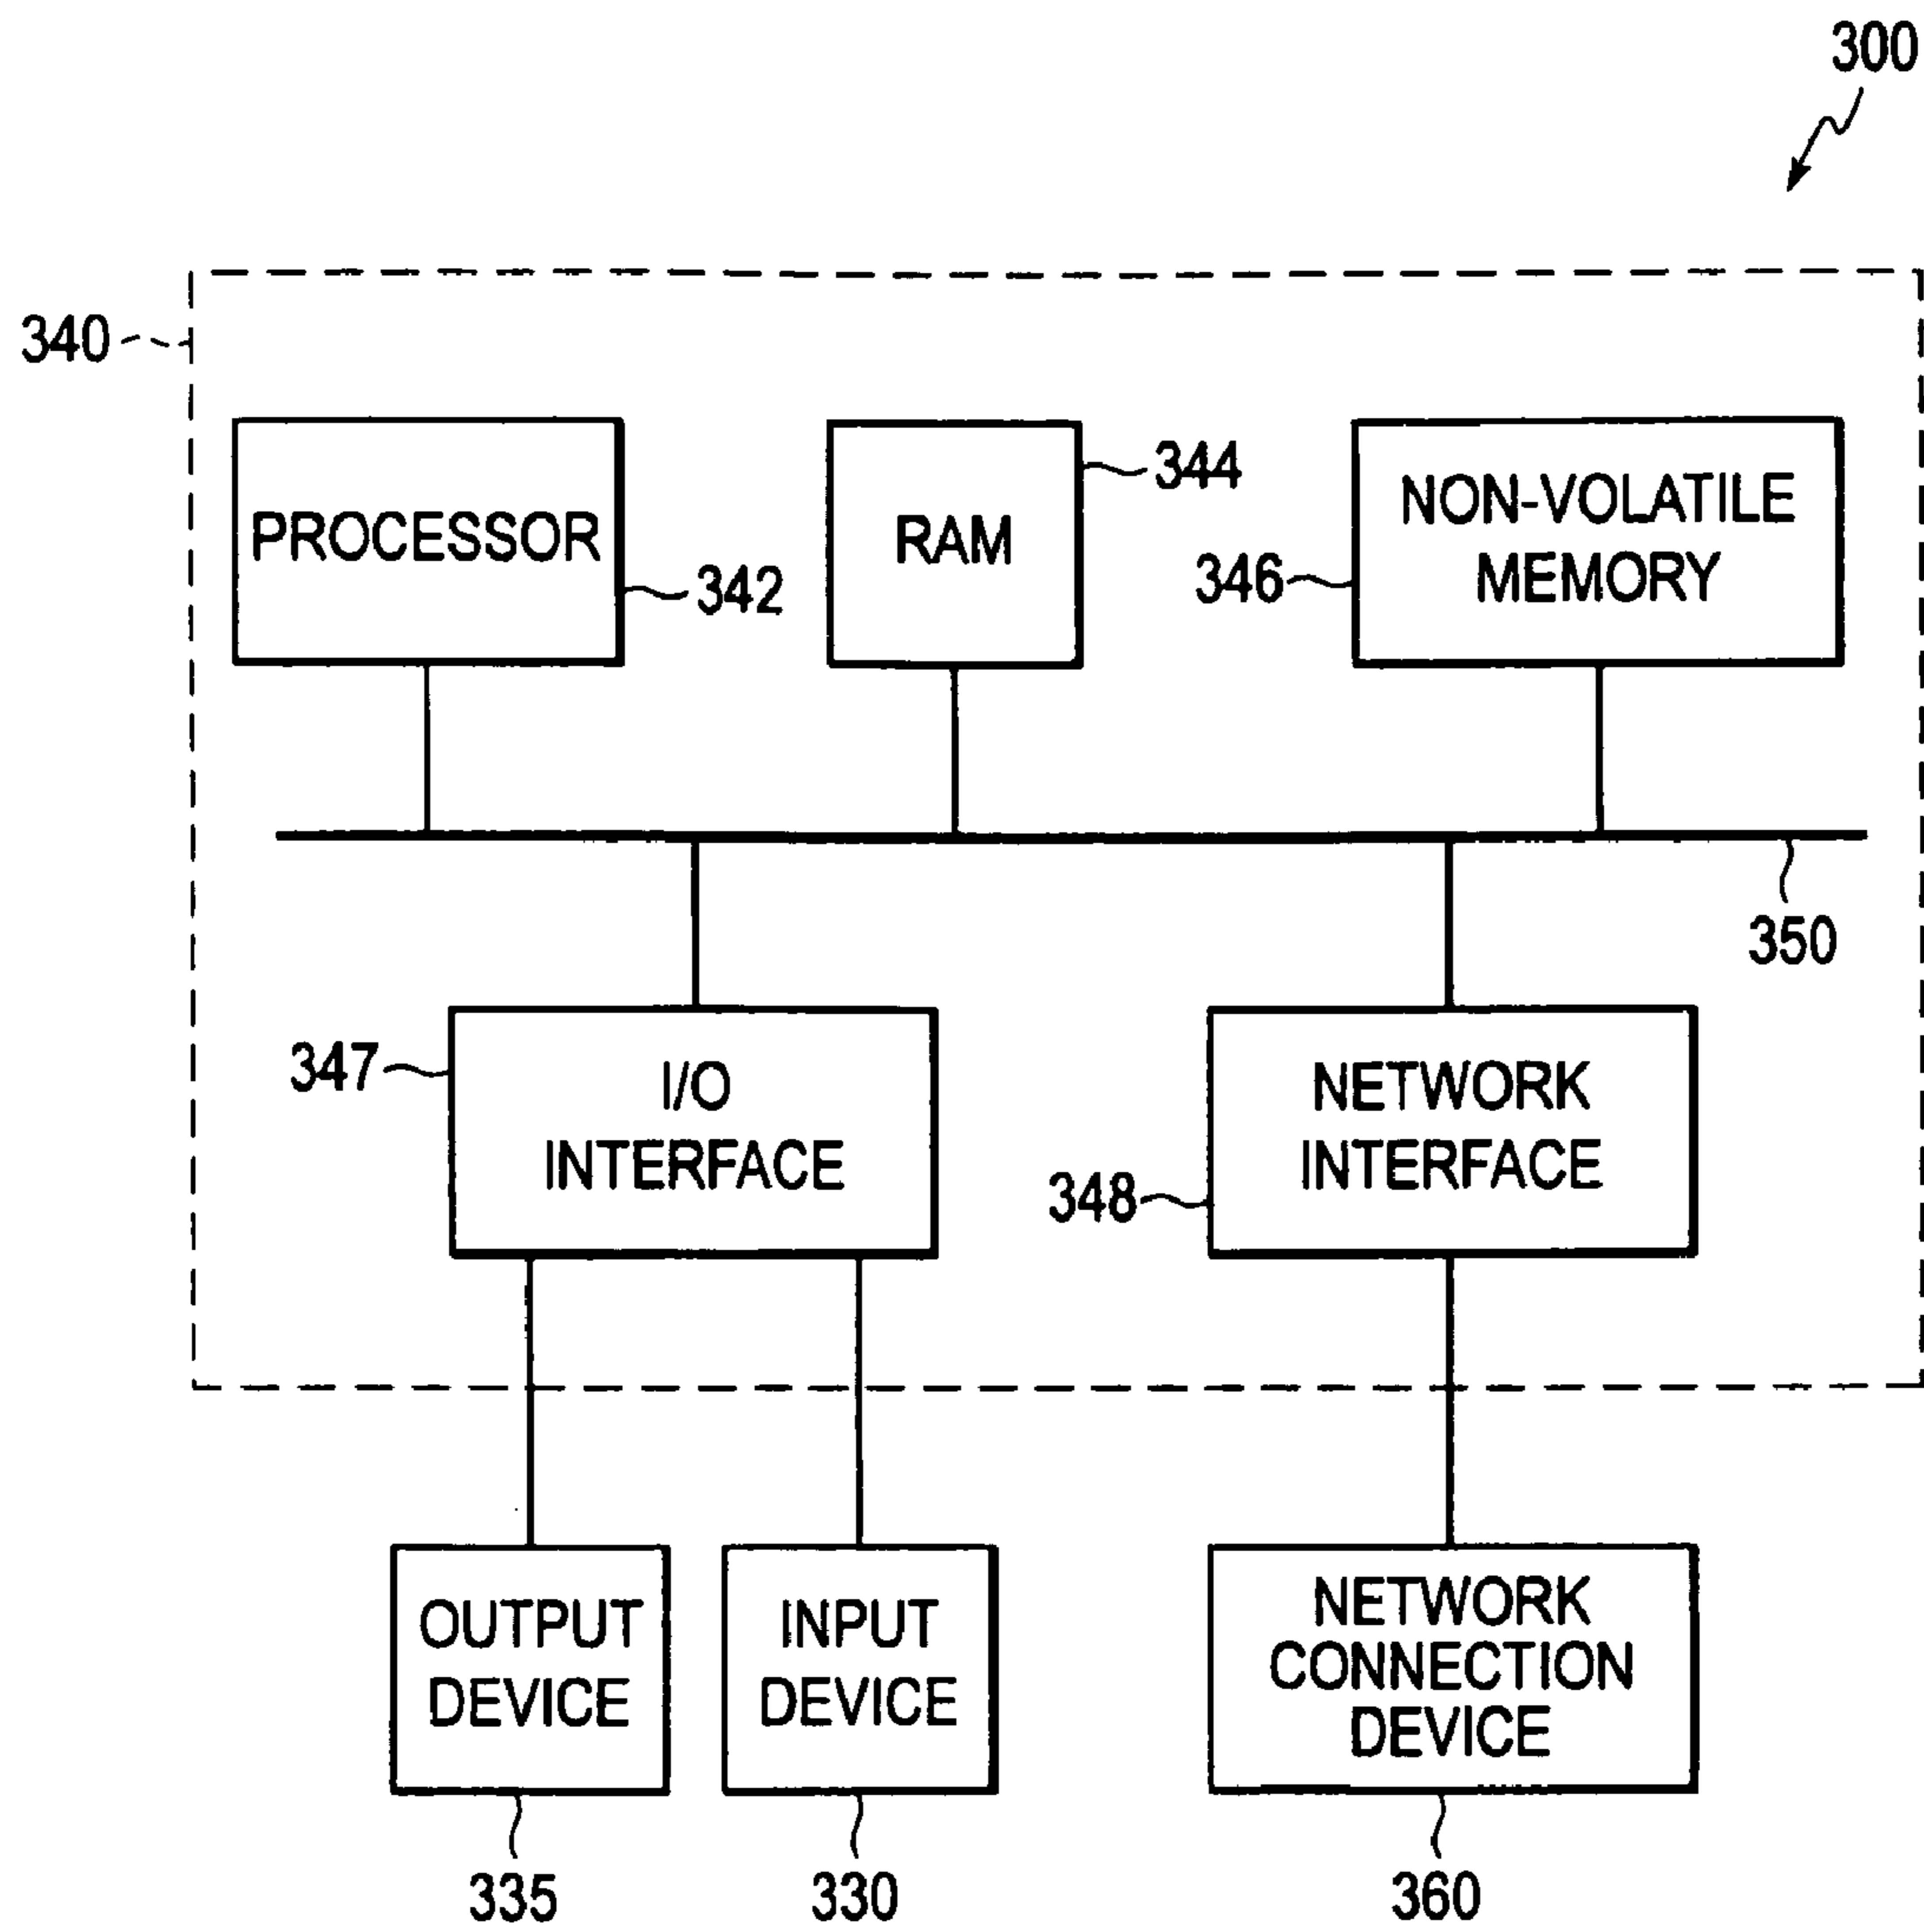 300
340
PROCESSOR
342
RAM
344
NON-VOLATILE
MEMORY
346
350
347
I/O
INTERFACE
NETWORK
INTERFACE
348
OUTPUT
DEVICE
INPUT
DEVICE
NETWORK
CONNECTION
DEVICE
335
330
360